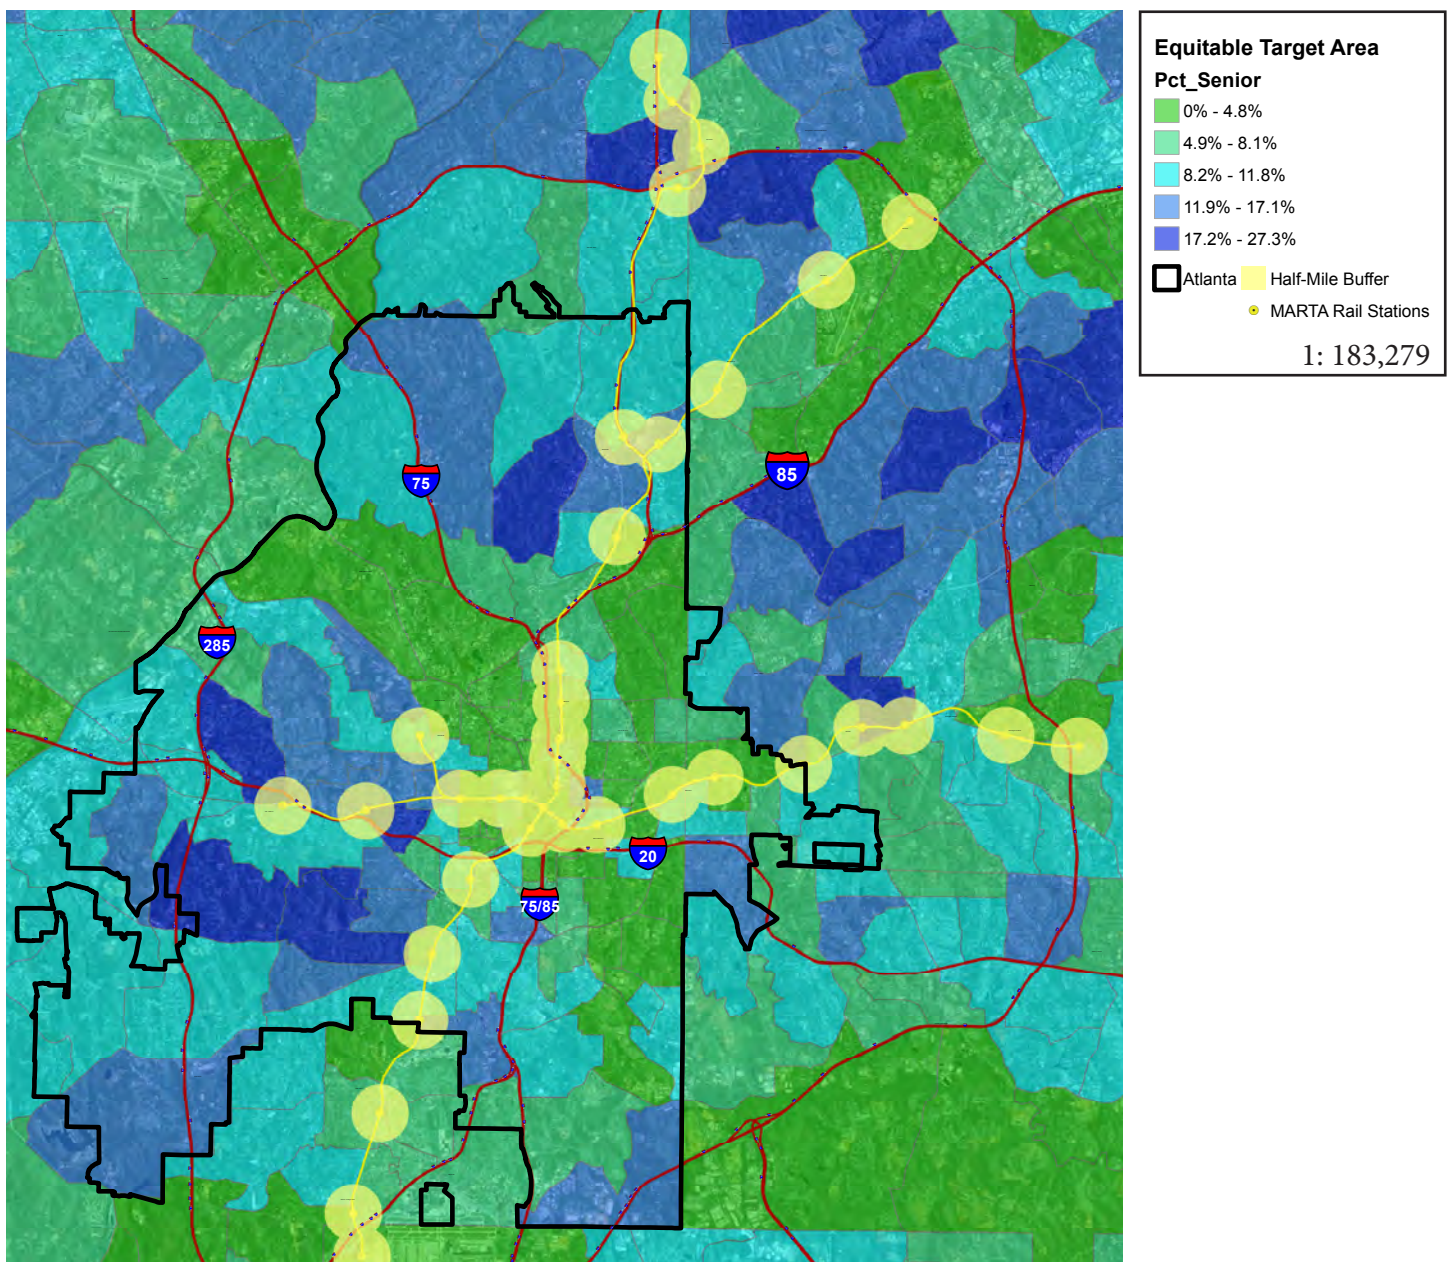 Equitable Target Area
Pct_Senior
0% - 4.8%
4.9% - 8.1%
8.2% - 11.8%
11.9% - 17.1%
17.2% - 27.3%
Atlanta Half-Mile Buffer
MARTA Rail Stations
1: 183,279
75
85
285
20
75/85